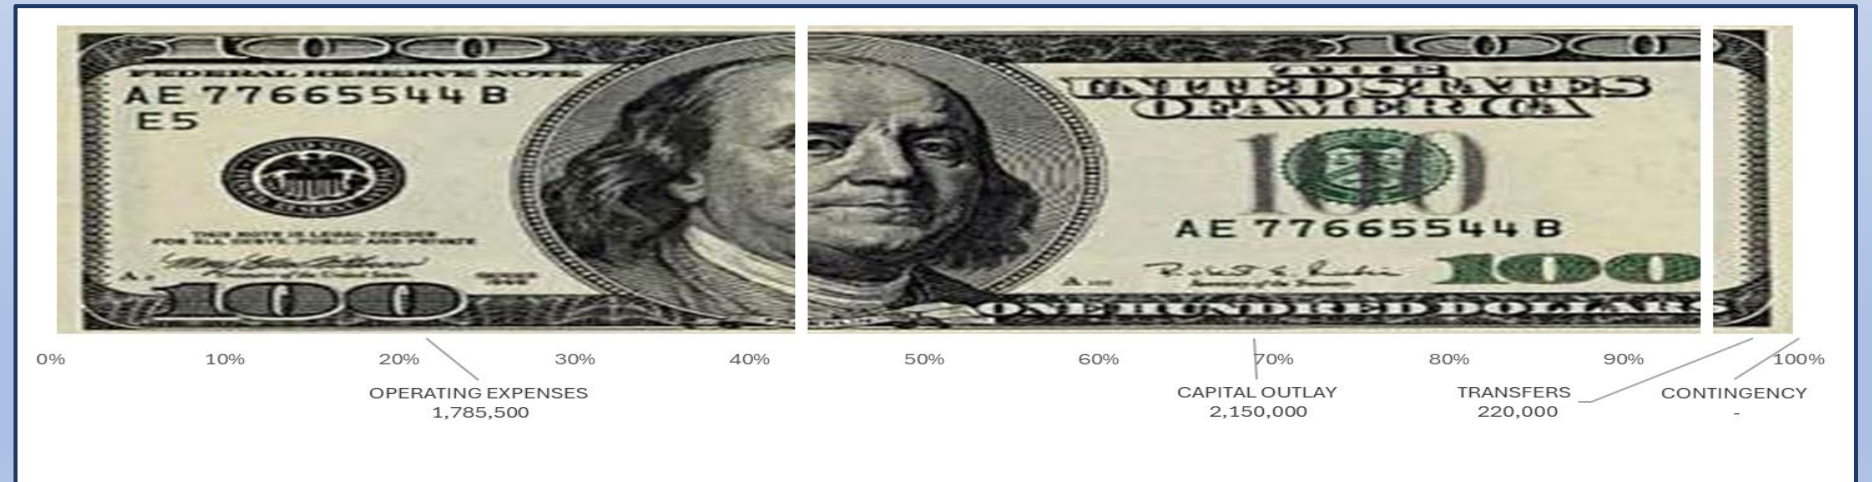 100 100
FEDERAL RESERVE NOTE
THE
AE 77665544 B
UNITED STATES
OF AMERICA
E5
100
AE 77665544 B
THIS NOTE IS LEGAL TENDER
FOR ALL DEBTS, PUBLIC AND PRIVATE
100
100
ONE HUNDRED DOLLARS
0% 10% 20% 30% 40% 50% 60% 70% 80% 90% 100%
OPERATING EXPENSES CAPITAL OUTLAY TRANSFERS CONTINGENCY
1,785,500 2,150,000 220,000 -